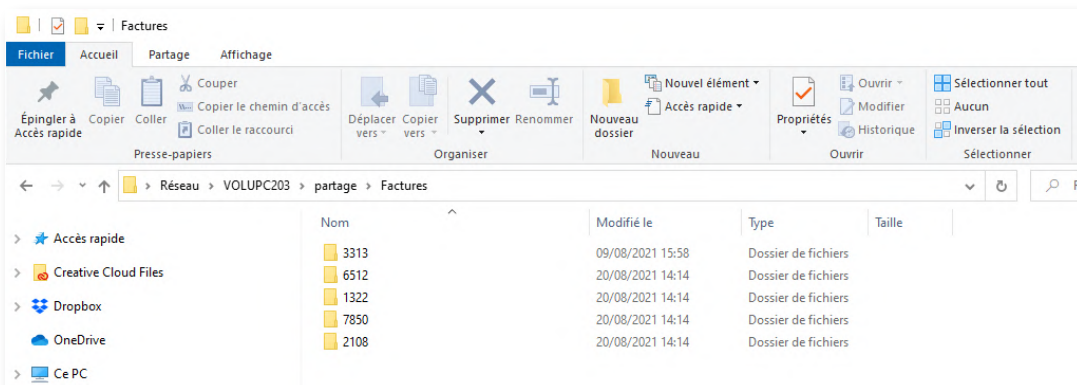 Factures
Fichier Accueil Partage Affichage
Épingler à Accès rapide
Copier
Coller
Couper
Copier le chemin d'accès
Coller le raccourci
Presse-papiers
Déplacer vers
Copier vers
Supprimer
Renommer
Organiser
Nouveau dossier
Nouvel élément
Accès rapide
Nouveau
Propriétés
Ouvrir
Modifier
Historique
Ouvrir
Sélectionner tout
Aucun
Inverser la sélection
Sélectionner
Réseau > VOLUPC203 > partage > Factures
Nom Modifié le Type Taille
Accès rapide
Creative Cloud Files
Dropbox
OneDrive
Ce PC
3313 09/08/2021 15:58 Dossier de fichiers
6512 20/08/2021 14:14 Dossier de fichiers
1322 20/08/2021 14:14 Dossier de fichiers
7850 20/08/2021 14:14 Dossier de fichiers
2108 20/08/2021 14:14 Dossier de fichiers